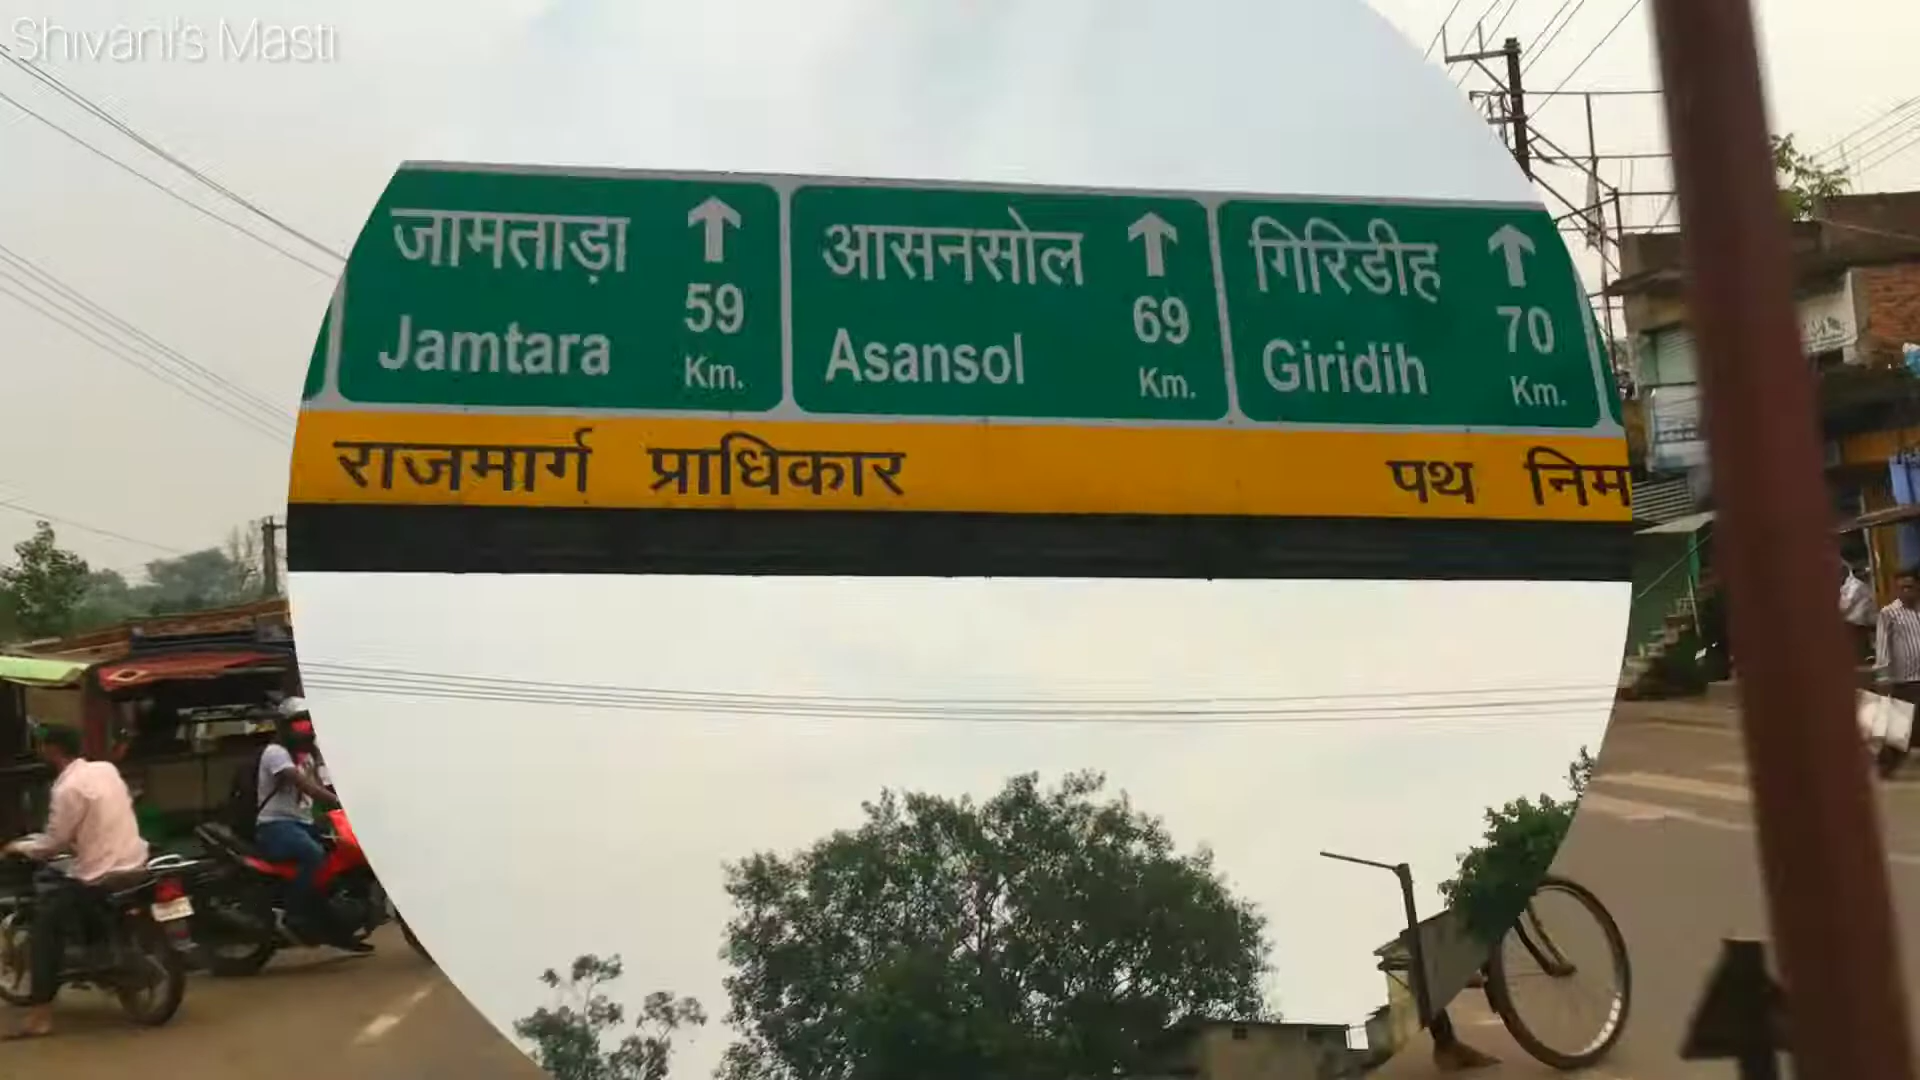 Shivani's Masti
जामताड़ा
59
Jamtara
Km.
आसनसोल
69
Asansol
Km.
गिरिडीह
70
Giridih
Km.
राजमार्ग प्राधिकार
पथ निम